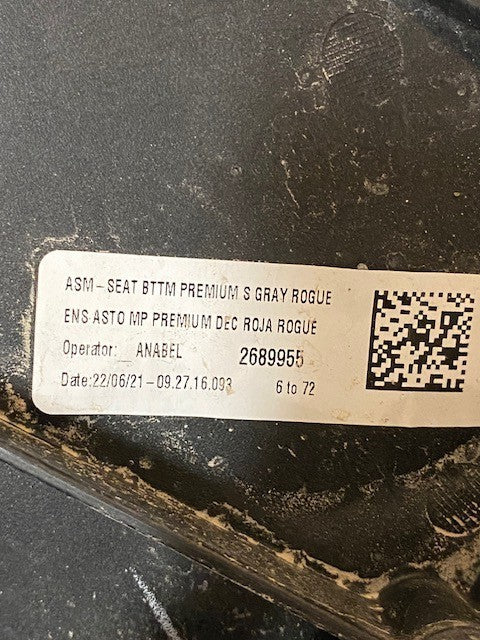 ASM-SEAT BTTM PREMIUM S GRAY ROGUE
ENS ASTO MP PREMIUM DEC ROJA ROGUE
Operator:_ ANABEL 2689955
Date:22/06/21-09.27.16.093 6 to 72